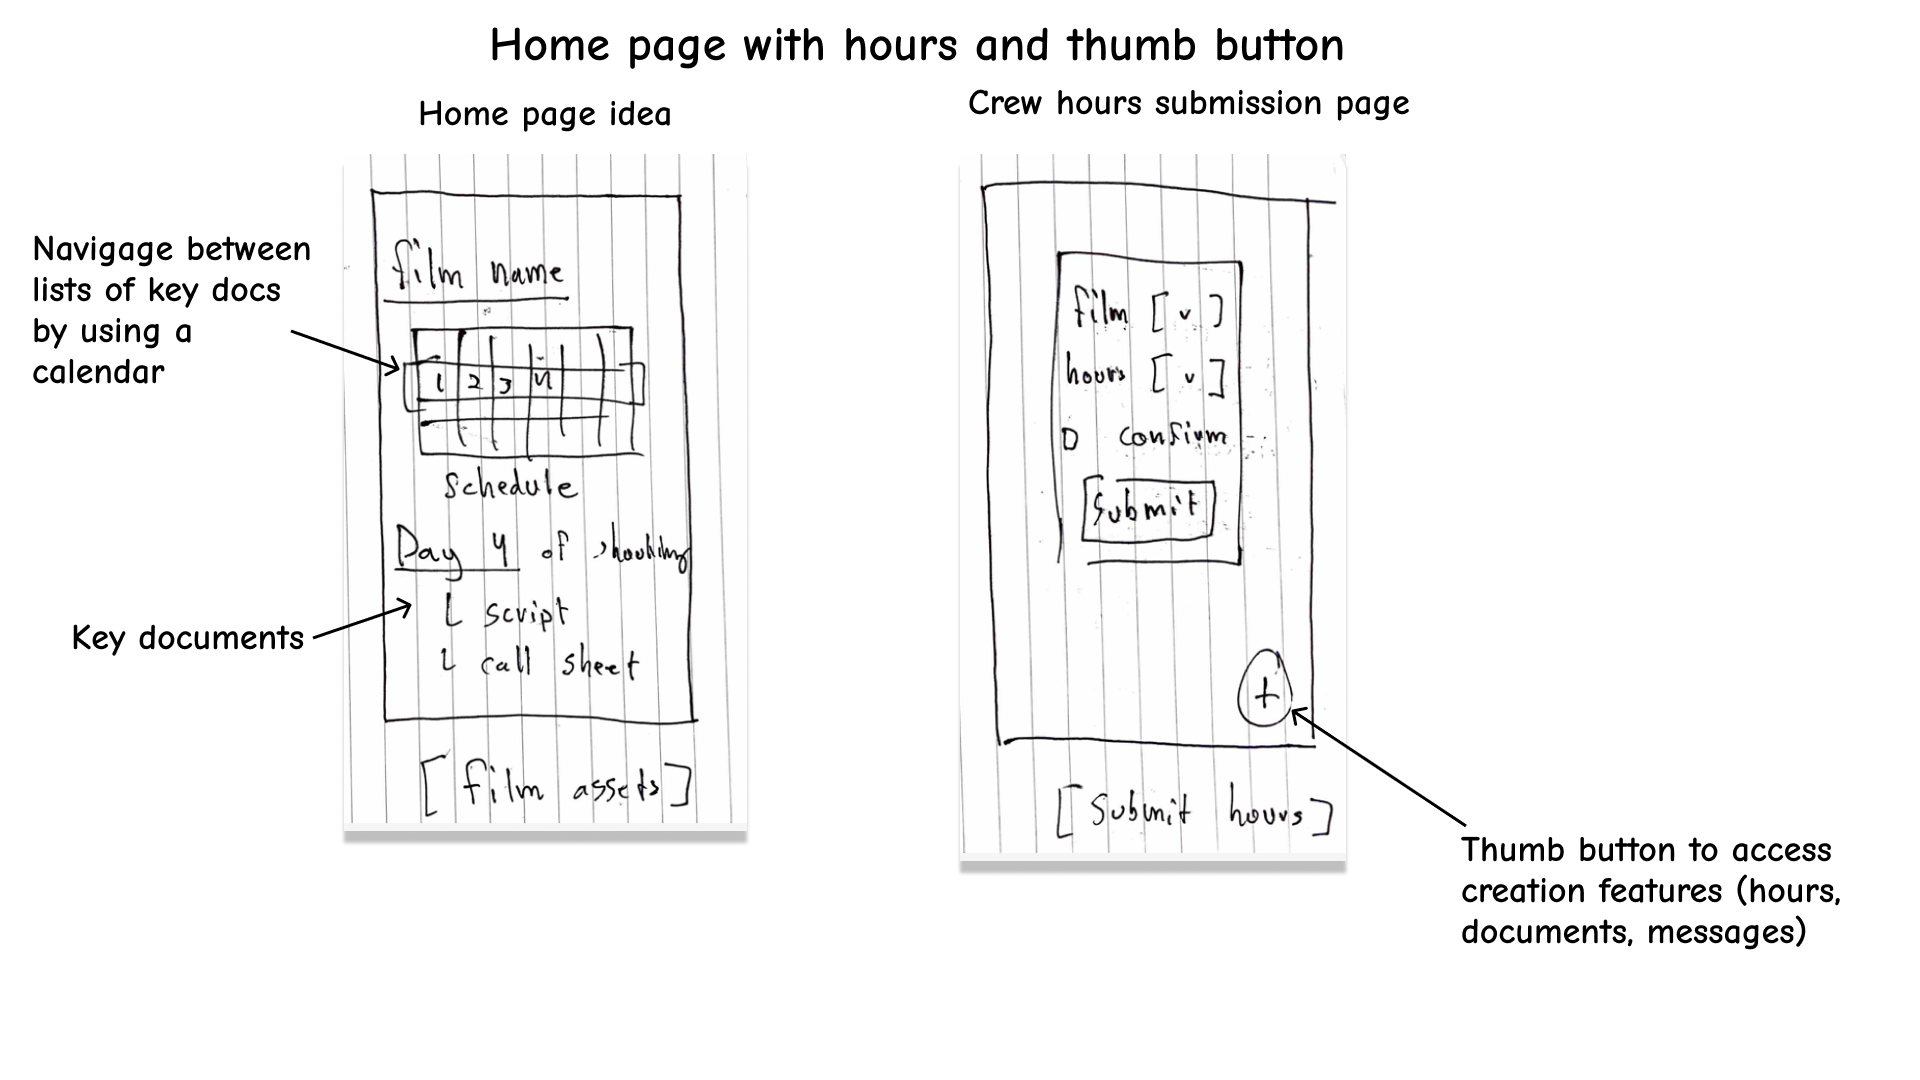 Home page with hours and thumb button
Home page idea
Navigage between
lists of key docs
by using a
calendar
film name
1 2 3 4
Schedule
Day 4 of shooting
script
call sheet
Key documents
[film assets]
Crew hours submission page
film [v]
hours [v]
confirm
Submit
+
[Submit hours]
Thumb button to access
creation features (hours,
documents, messages)